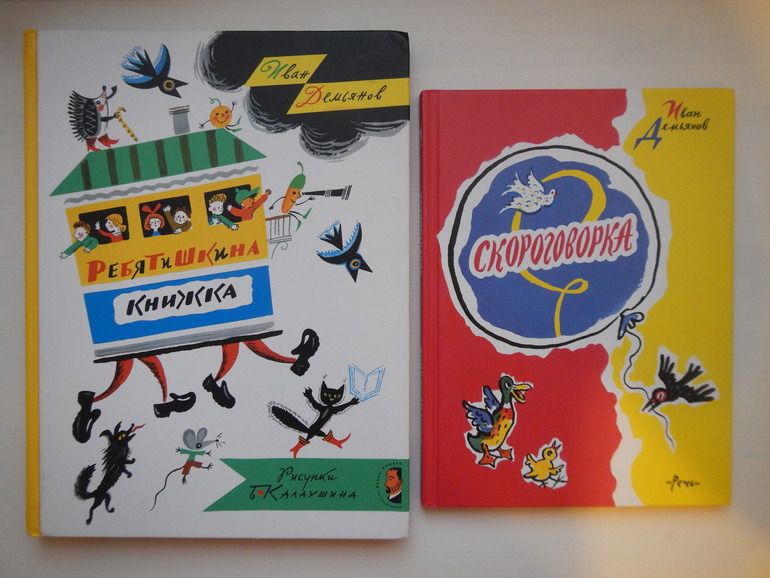 Иван
Демьянов
Ребятишкина
книжка
Рисунки
Б. Калаушина
Иван
Демьянов
СКОРОГОВОРКА
Речь